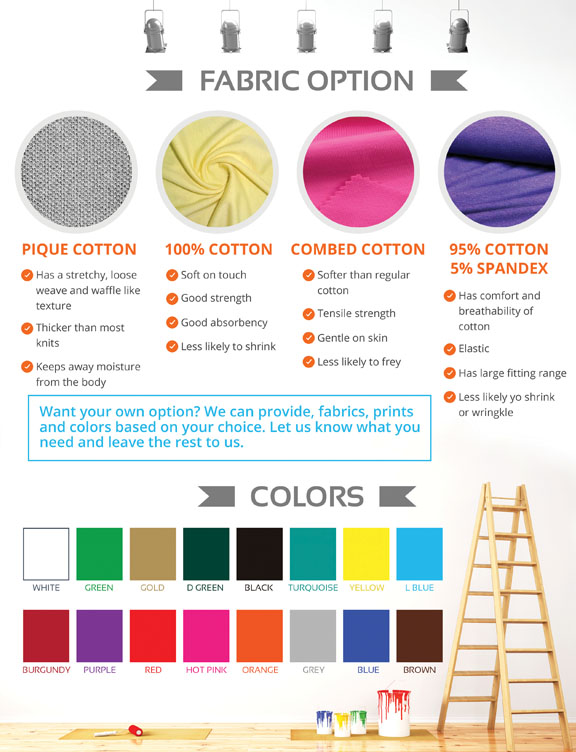 FABRIC OPTION
PIQUE COTTON
Has a stretchy, loose
weave and waffle like
texture
Thicker than most
knits
Keeps away moisture
from the body
100% COTTON
Soft on touch
Good strength
Good absorbency
Less likely to shrink
COMBED COTTON
Softer than regular
cotton
Tensile strength
Gentle on skin
Less likely to frey
95% COTTON
5% SPANDEX
Has comfort and
breathability of
cotton
Elastic
Has large fitting range
Less likely yo shrink
or wringkle
Want your own option? We can provide, fabrics, prints
and colors based on your choice. Let us know what you
need and leave the rest to us.
COLORS
WHITE GREEN GOLD D GREEN BLACK TURQUOISE YELLOW L BLUE
BURGUNDY PURPLE RED HOT PINK ORANGE GREY BLUE BROWN